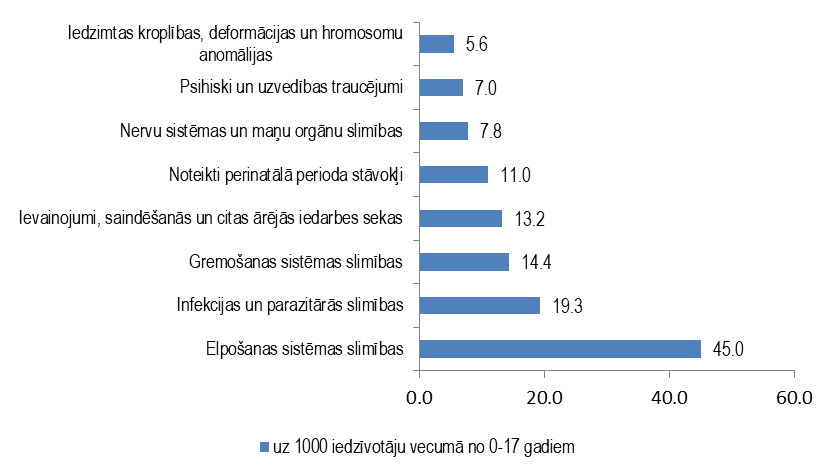 Iedzimtas kroplības, deformācijas un hromosomu
anomālijas
5.6
Psihiski un uzvedības traucējumi
7.0
Nervu sistēmas un maņu orgānu slimības
7.8
Noteikti perinatālā perioda stāvokļi
11.0
Ievainojumi, saindēšanās un citas ārējās iedarbes sekas
13.2
Gremošanas sistēmas slimības
14.4
Infekcijas un parazitārās slimības
19.3
Elpošanas sistēmas slimības
45.0
0.0 20.0 40.0 60.0
uz 1000 iedzīvotāju vecumā no 0-17 gadiem